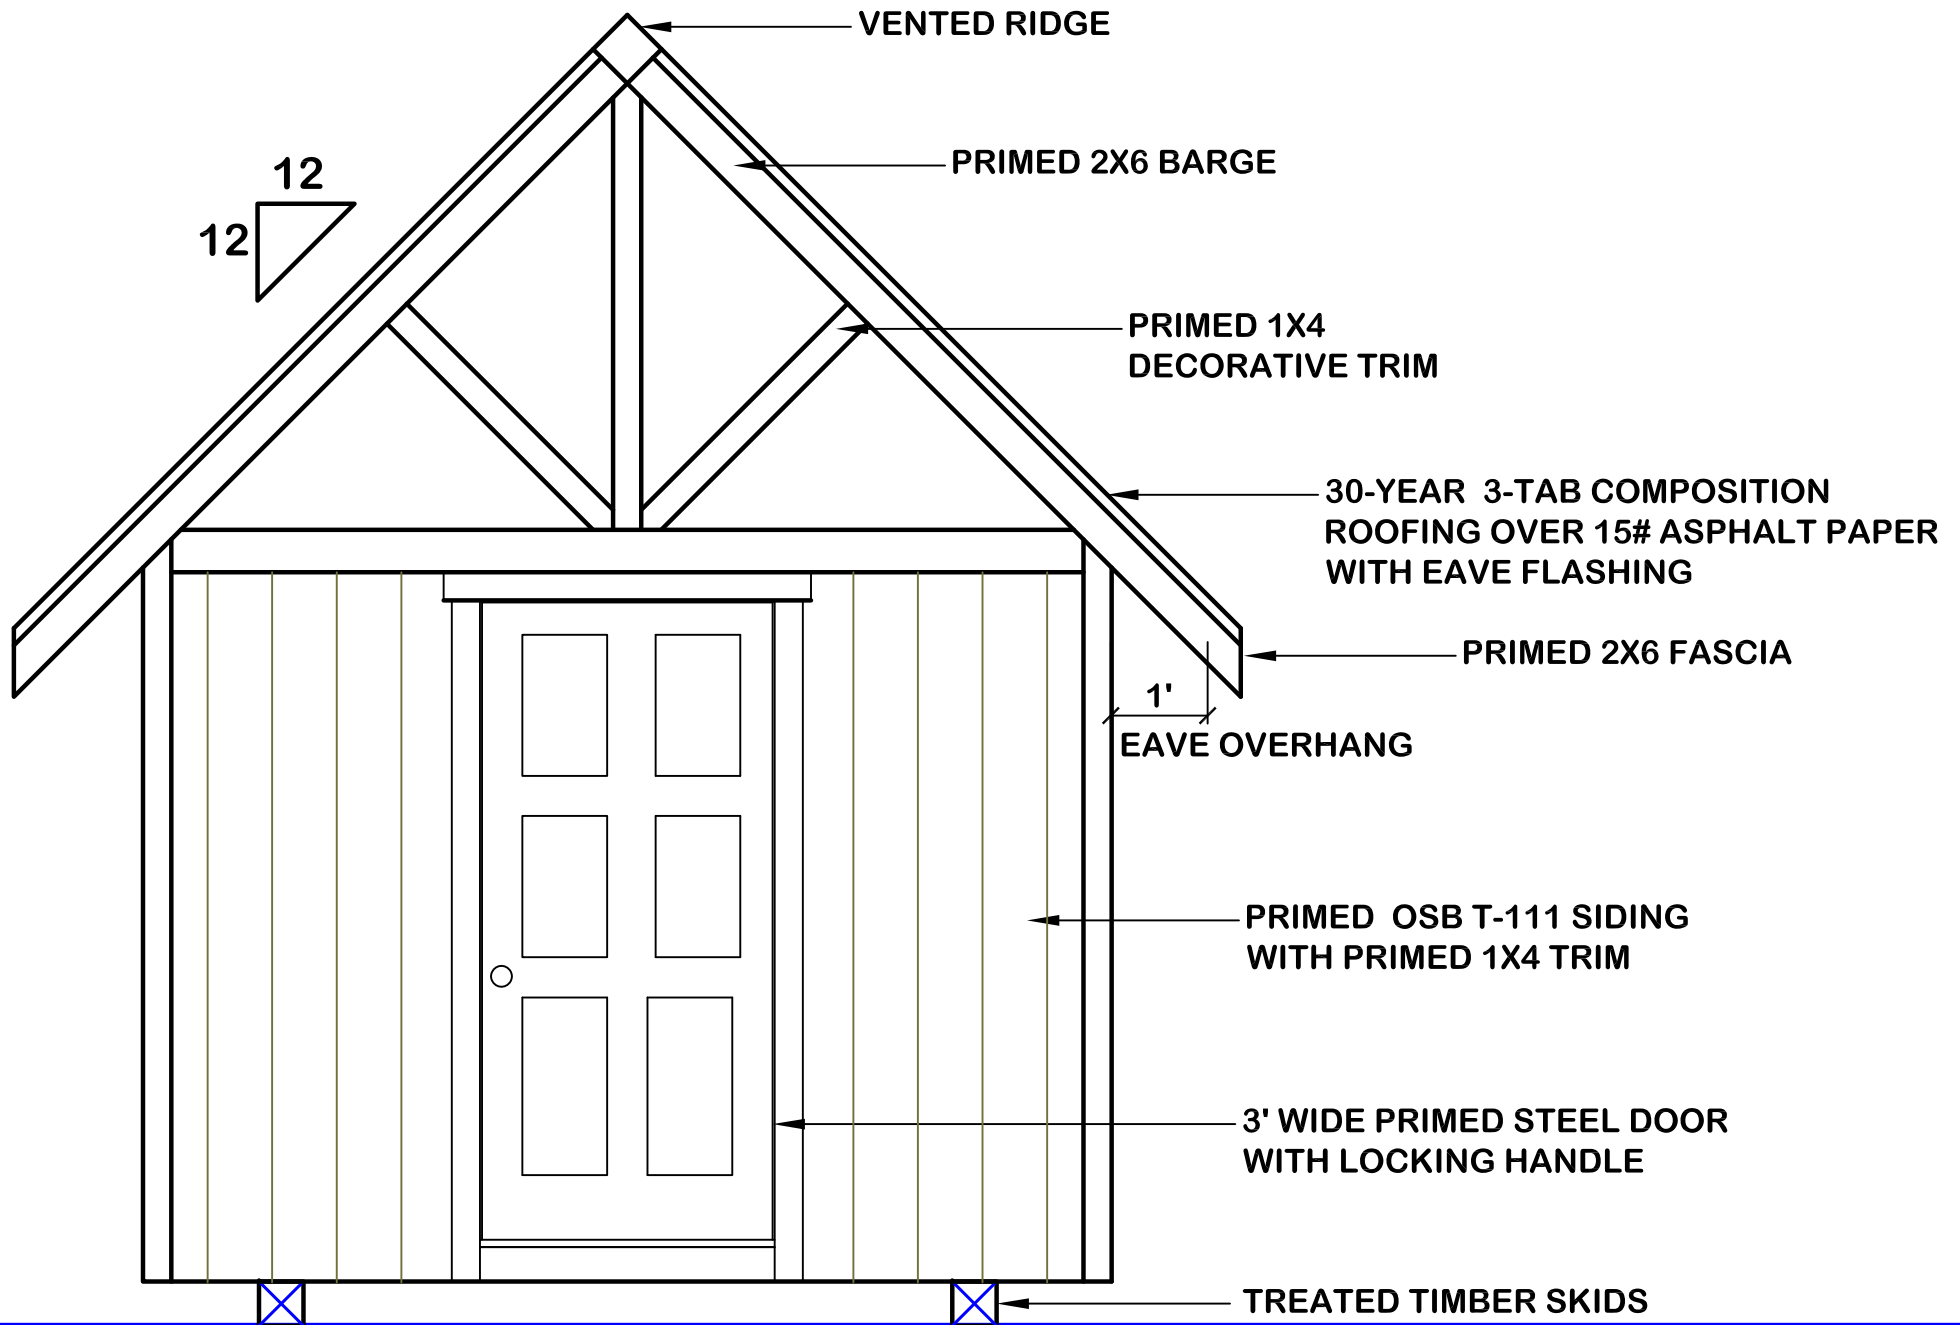 VENTED RIDGE
PRIMED 2X6 BARGE
12
12
PRIMED 1X4
DECORATIVE TRIM
30-YEAR  3-TAB COMPOSITION
ROOFING OVER 15# ASPHALT PAPER
WITH EAVE FLASHING
PRIMED 2X6 FASCIA
1'
EAVE OVERHANG
PRIMED  OSB T-111 SIDING
WITH PRIMED 1X4 TRIM
3' WIDE PRIMED STEEL DOOR
WITH LOCKING HANDLE
TREATED TIMBER SKIDS